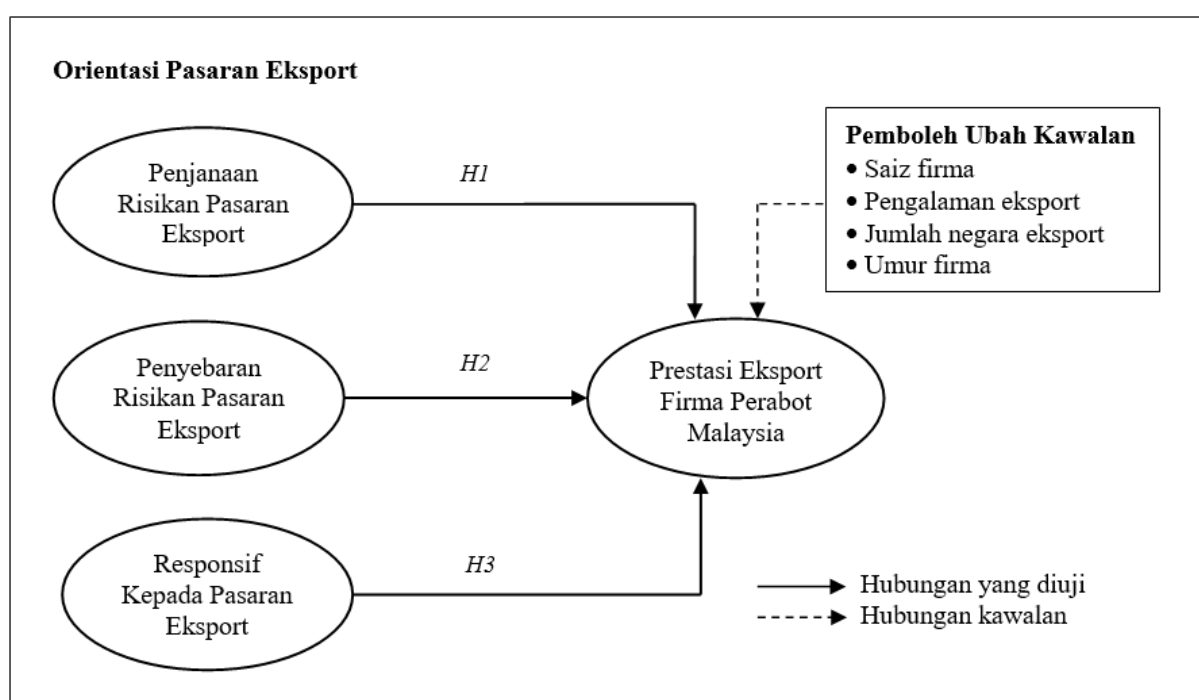 Orientasi Pasaran Eksport
Penjanaan
Risikan Pasaran
Eksport
H1
Pemboleh Ubah Kawalan
• Saiz firma
• Pengalaman eksport
• Jumlah negara eksport
• Umur firma
Penyebaran
Risikan Pasaran
Eksport
H2
Prestasi Eksport
Firma Perabot
Malaysia
Responsif
Kepada Pasaran
Eksport
H3
Hubungan yang diuji
Hubungan kawalan